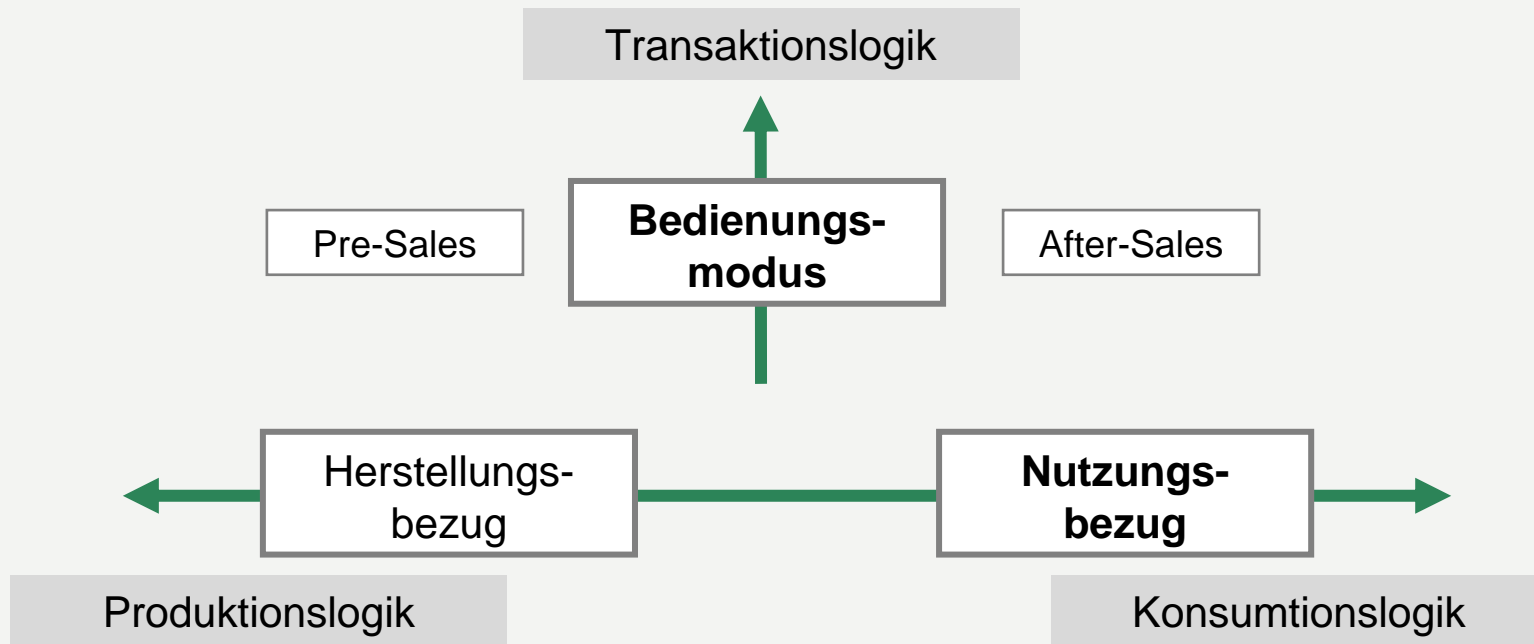 Transaktionslogik
Pre-Sales
Bedienungs-
modus
After-Sales
Herstellungs-
bezug
Nutzungs-
bezug
Produktionslogik
Konsumtionslogik